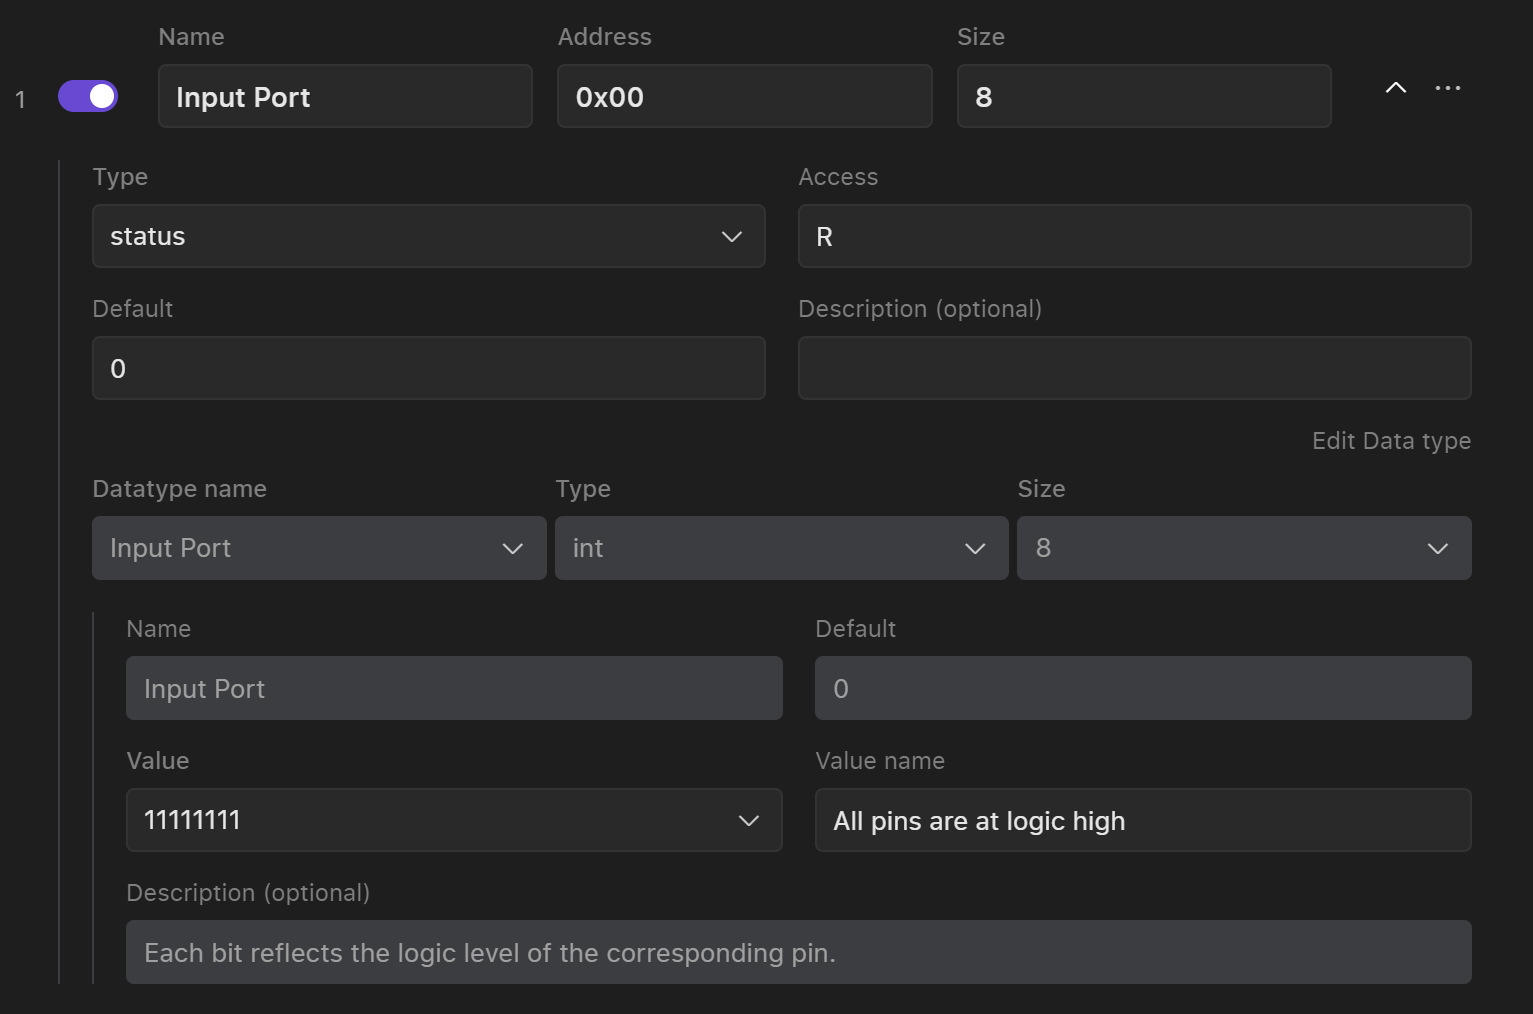 Name Address Size
1 Input Port 0x00 8
Type Access
status R
Default Description (optional)
0
Edit Data type
Datatype name Type Size
Input Port int 8
Name Default
Input Port 0
Value Value name
11111111 All pins are at logic high
Description (optional)
Each bit reflects the logic level of the corresponding pin.